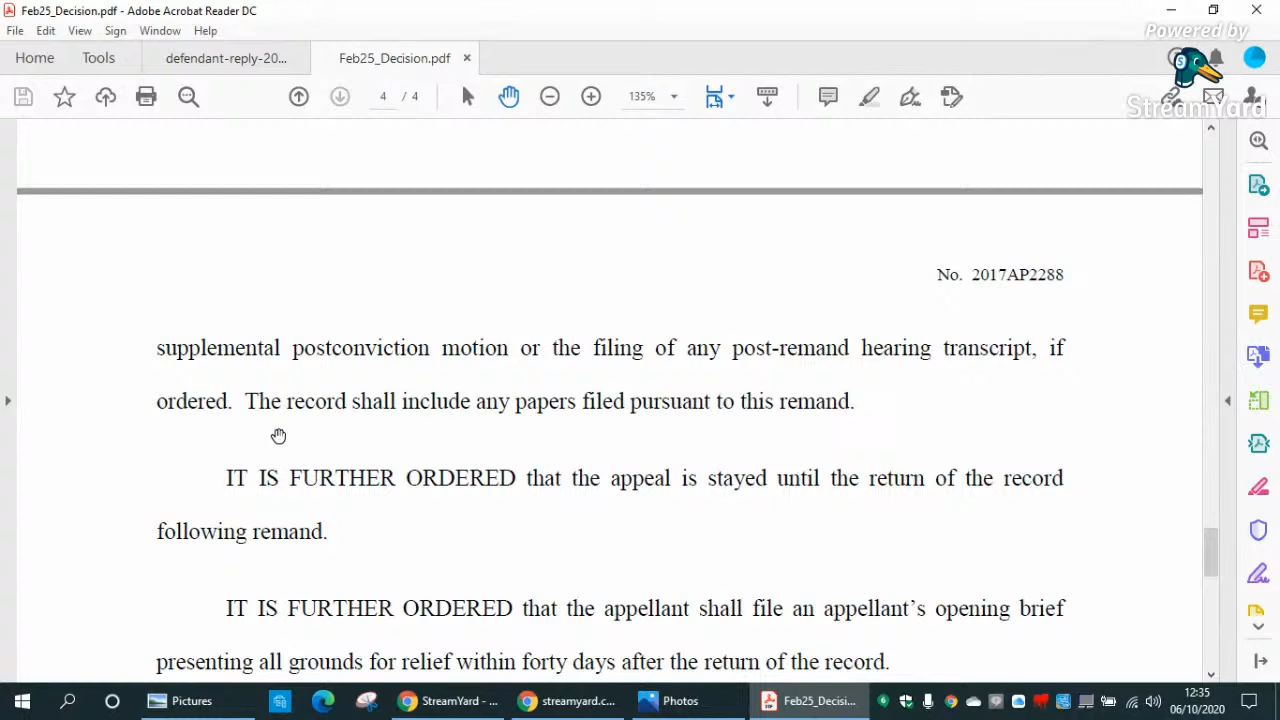 Feb25_Decision.pdf - Adobe Acrobat Reader DC
File Edit View Sign Window Help
Powered by
StreamYard
Home Tools defendant-reply-20... Feb25_Decision.pdf ×
4 / 4 135%
No. 2017AP2288
supplemental postconviction motion or the filing of any post-remand hearing transcript, if
ordered. The record shall include any papers filed pursuant to this remand.
IT IS FURTHER ORDERED that the appeal is stayed until the return of the record
following remand.
IT IS FURTHER ORDERED that the appellant shall file an appellant’s opening brief
presenting all grounds for relief within forty days after the return of the record.
Pictures StreamYard - ... streamyard.c... Photos Feb25_Decisi...
12:35
06/10/2020